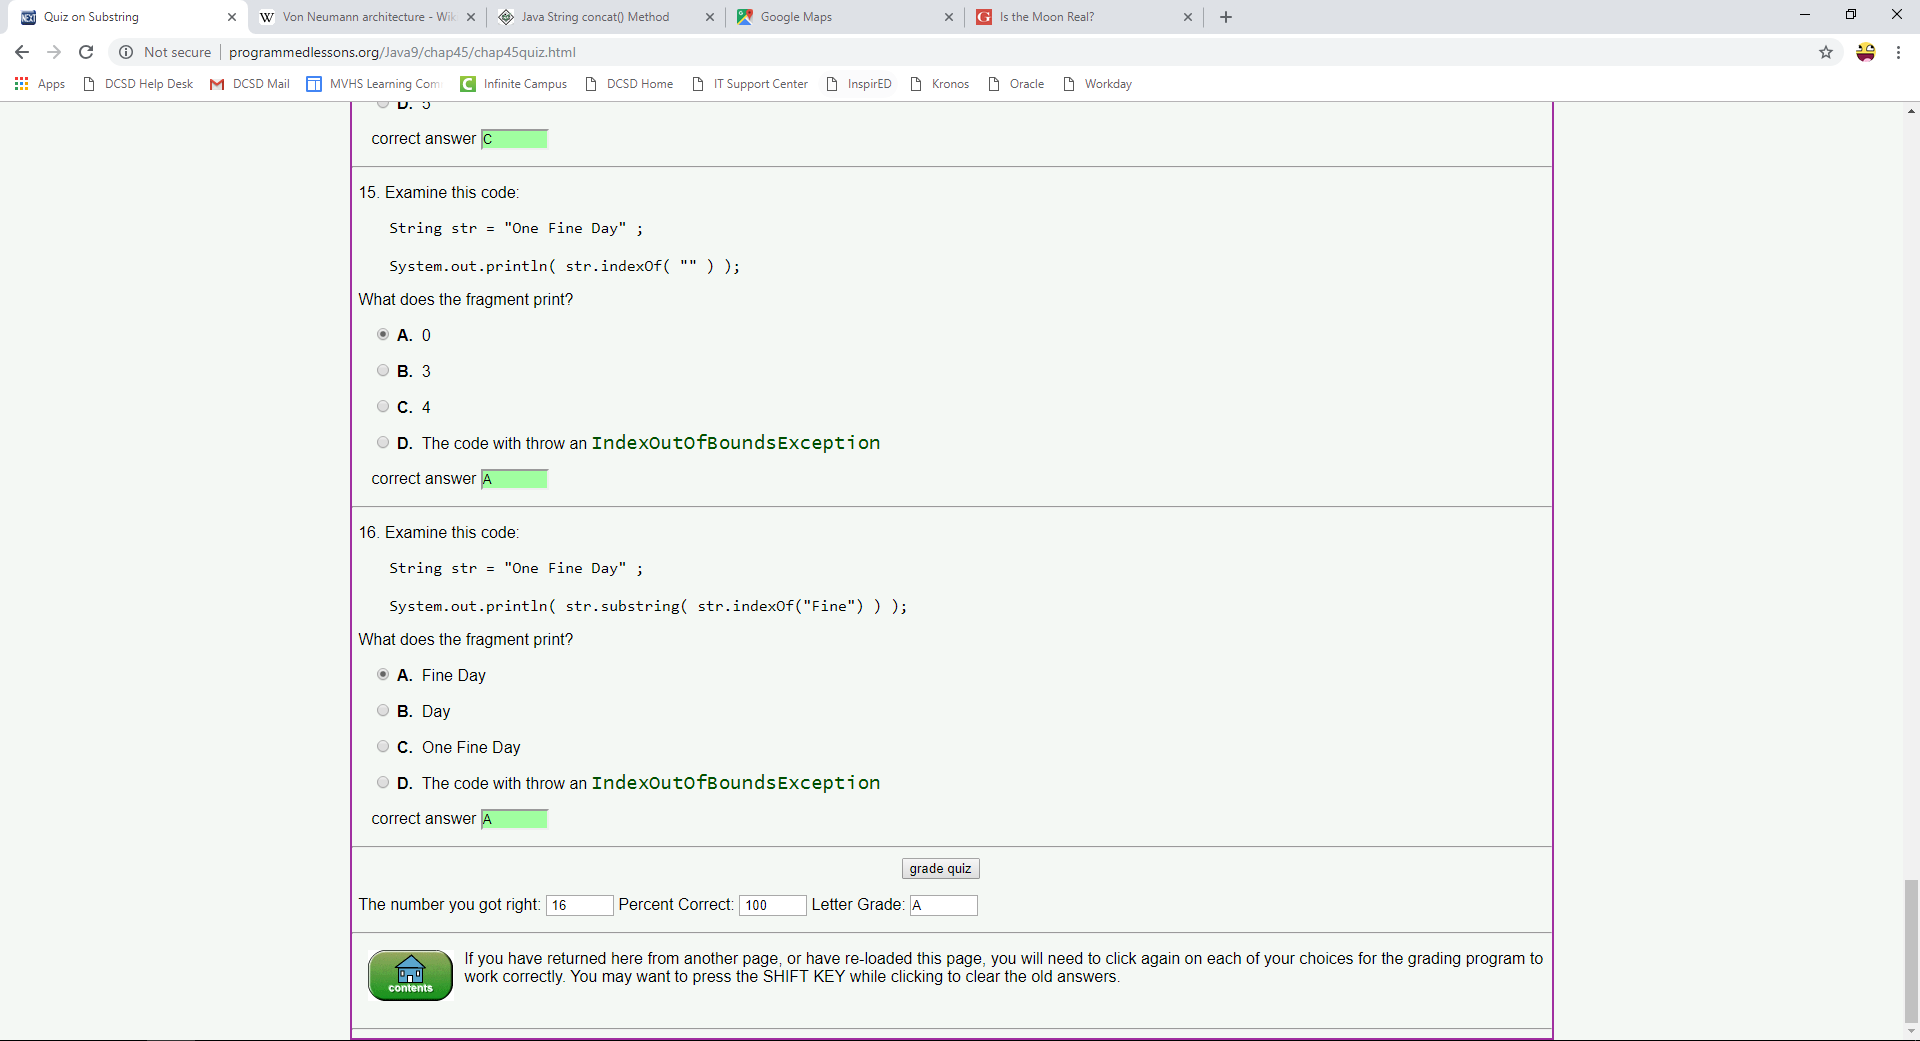 Quiz on Substring
Von Neumann architecture - Wik
Java String concat() Method
Google Maps
Is the Moon Real?
Not secure
programmedlessons.org/Java9/chap45/chap45quiz.html
Apps
DCSD Help Desk
DCSD Mail
MVHS Learning Com
Infinite Campus
DCSD Home
IT Support Center
InspirED
Kronos
Oracle
Workday
D. 5
correct answer C
15. Examine this code:
String str = "One Fine Day" ;
System.out.println( str.indexOf( "" ) );
What does the fragment print?
A. 0
B. 3
C. 4
D. The code with throw an IndexOutOfBoundsException
correct answer A
16. Examine this code:
String str = "One Fine Day" ;
System.out.println( str.substring( str.indexOf("Fine") ) );
What does the fragment print?
A. Fine Day
B. Day
C. One Fine Day
D. The code with throw an IndexOutOfBoundsException
correct answer A
grade quiz
The number you got right: 16 Percent Correct: 100 Letter Grade: A
If you have returned here from another page, or have re-loaded this page, you will need to click again on each of your choices for the grading program to
work correctly. You may want to press the SHIFT KEY while clicking to clear the old answers.
contents